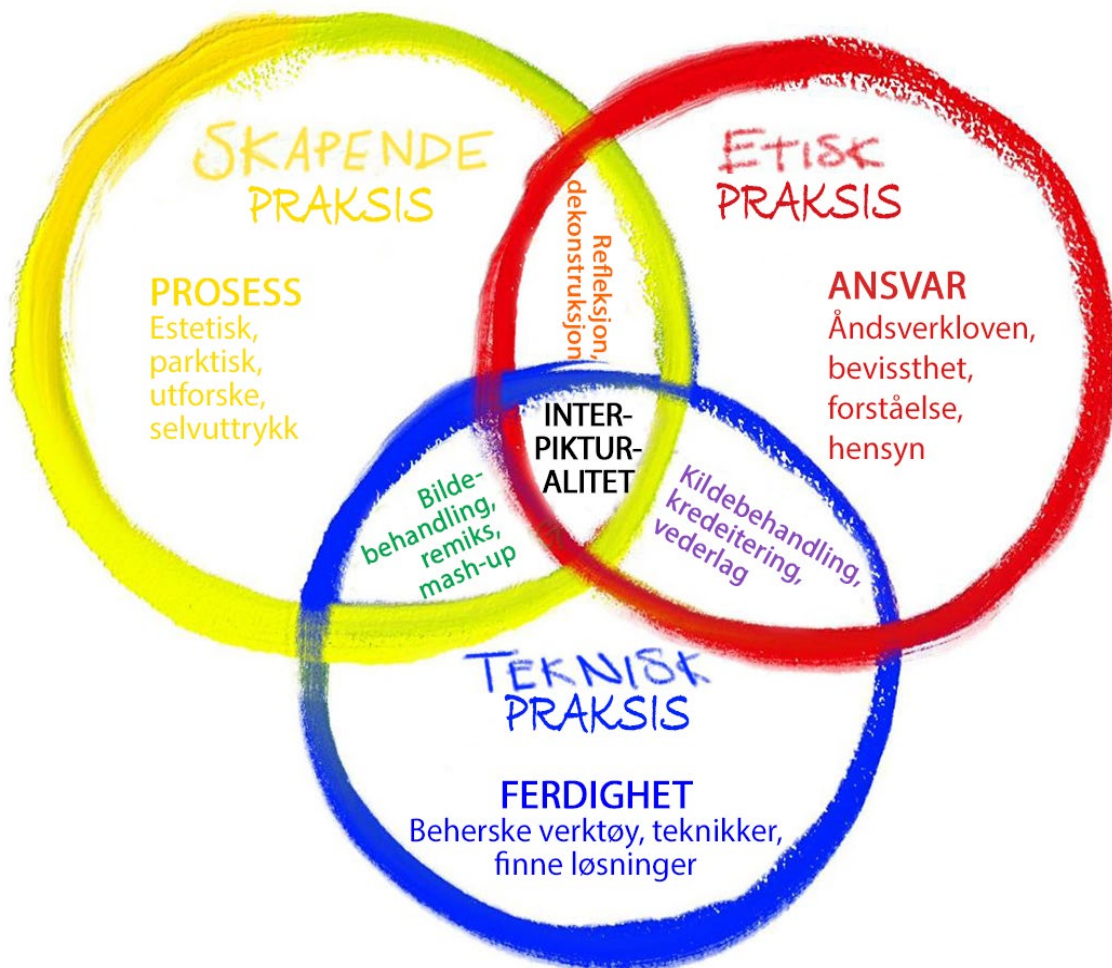 SKAPENDE
PRAKSIS
PROSESS
Estetisk,
parktisk,
utforske,
selvuttrykk
Refleksjon,
dekonstruksjon
ETISK
PRAKSIS
ANSVAR
Åndsverkloven,
bevissthet,
forståelse,
hensyn
INTER-
PIKTUR-
ALITET
Bilde-
behandling,
remiks,
mash-up
Kildebehandling,
kredeitering,
vederlag
TEKNISK
PRAKSIS
FERDIGHET
Beherske verktøy, teknikker,
finne løsninger